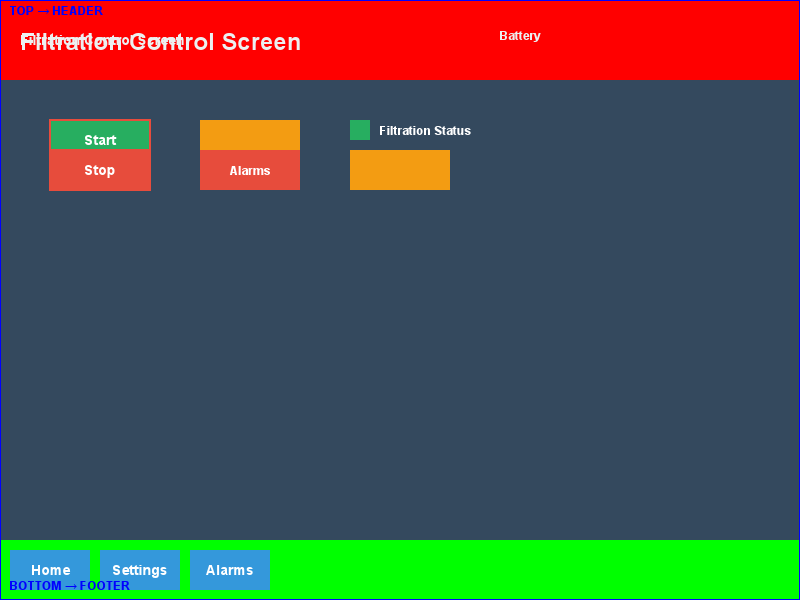 TOP → HEADER
Filtration Control Screen
Filtration Control Screen
Battery
Start
Filtration Status
Stop
Alarms
Home
Settings
Alarms
BOTTOM → FOOTER